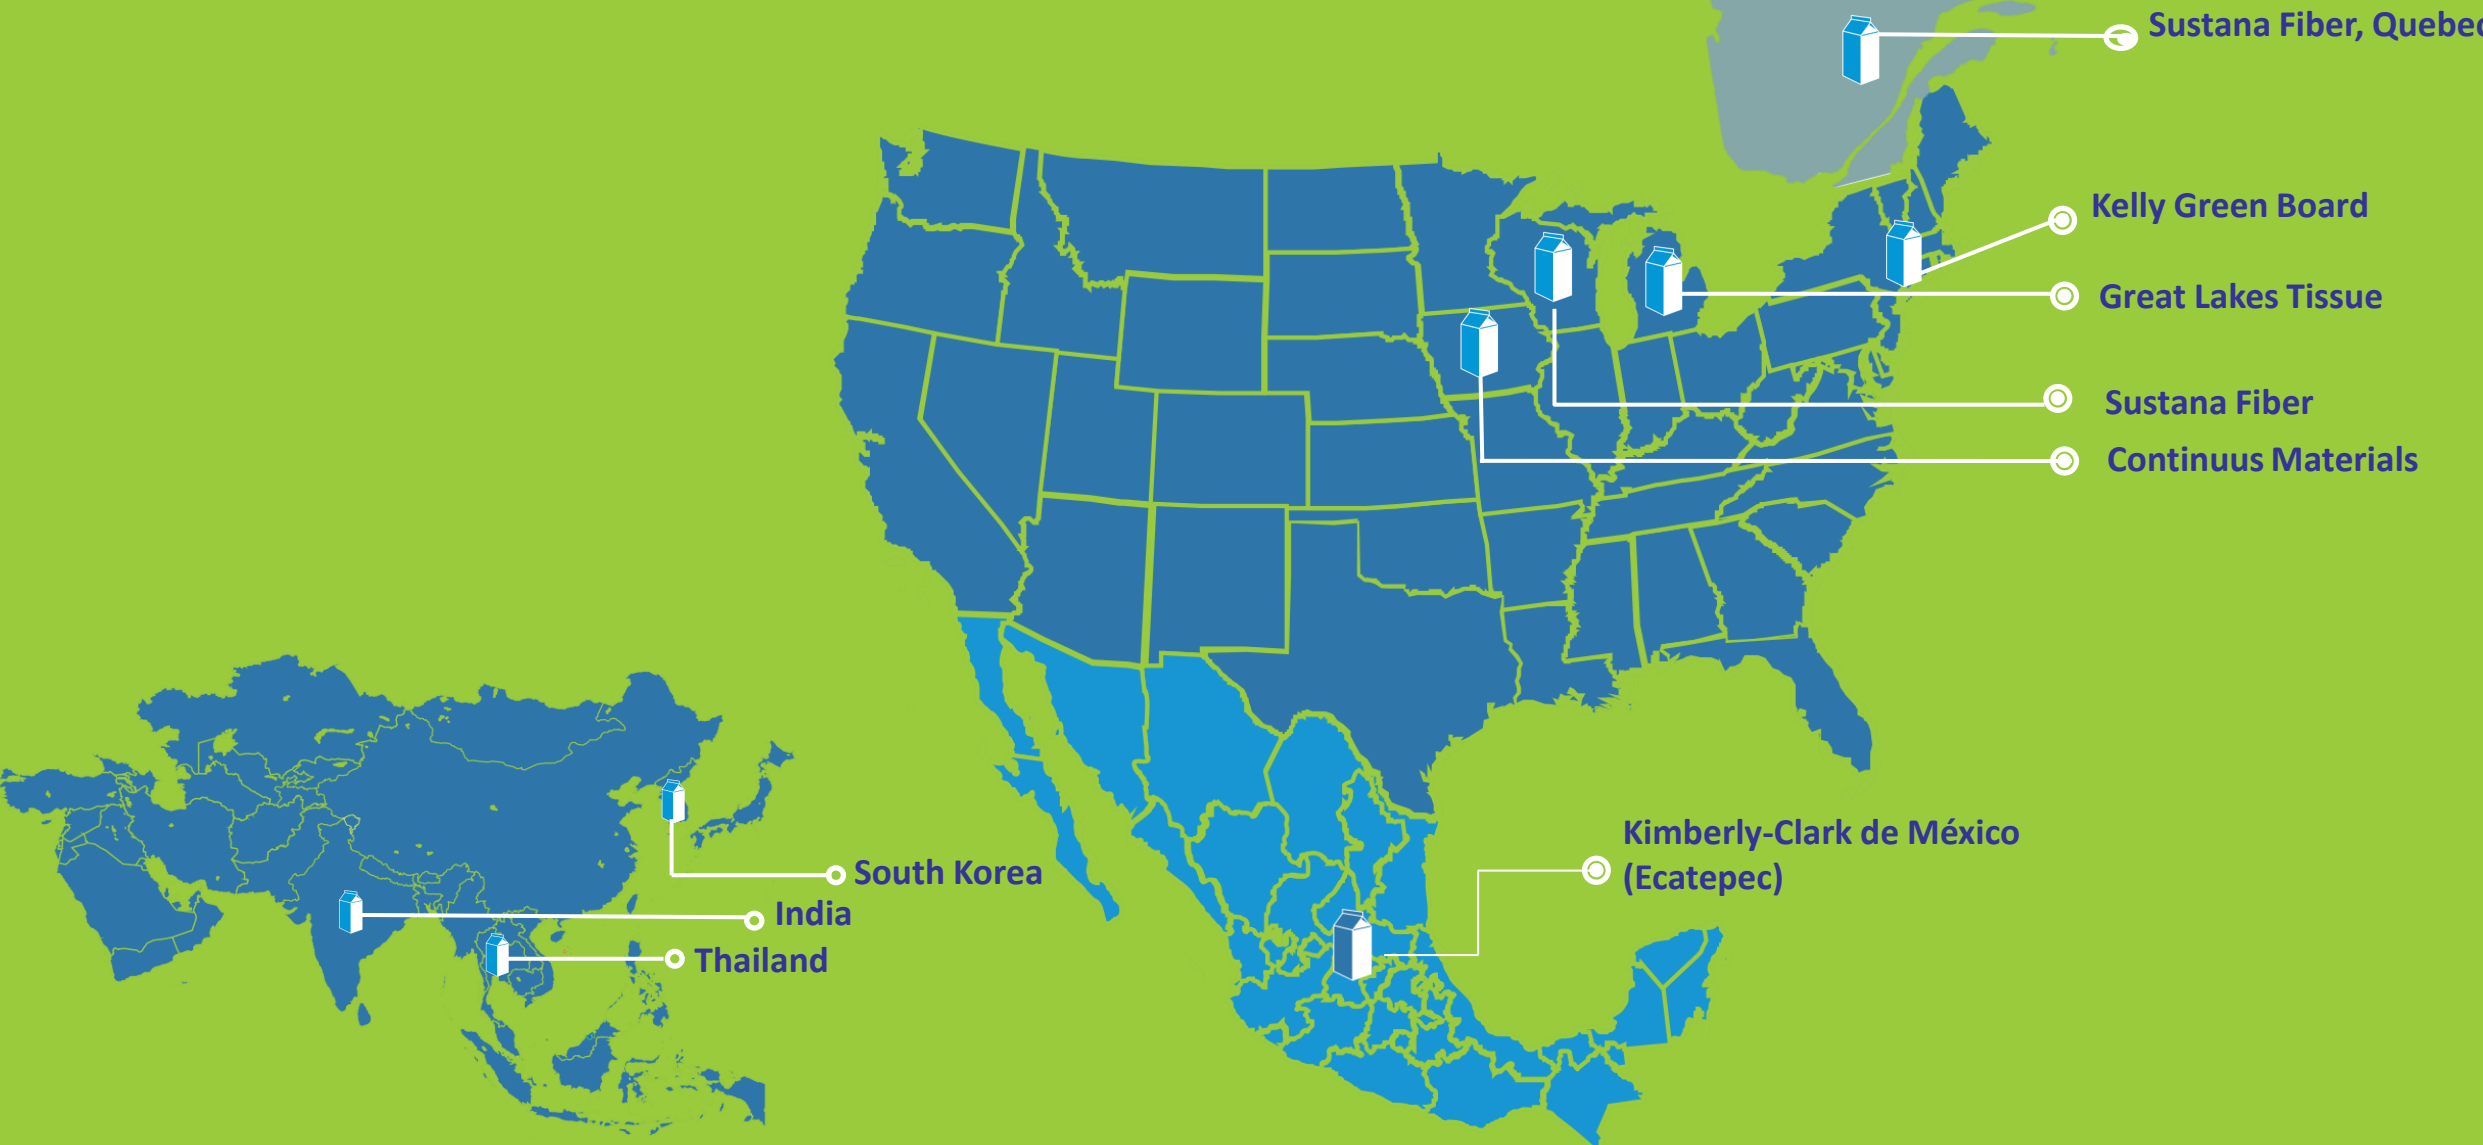 Sustana Fiber, Quebec
Kelly Green Board
Great Lakes Tissue
Sustana Fiber
Continuus Materials
Kimberly-Clark de México
(Ecatepec)
South Korea
India
Thailand